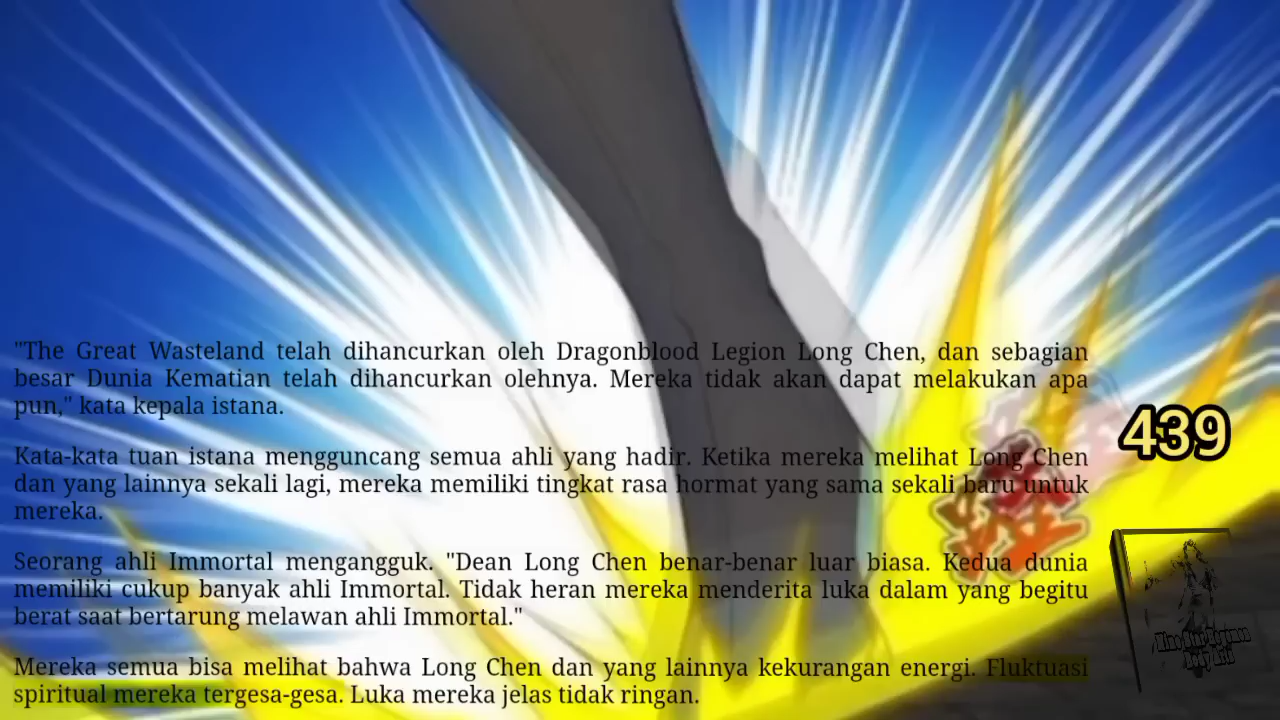 "The Great Wasteland telah dihancurkan oleh Dragonblood Legion Long Chen, dan sebagian
besar Dunia Kematian telah dihancurkan olehnya. Mereka tidak akan dapat melakukan apa
pun," kata kepala istana.
Kata-kata tuan istana mengguncang semua ahli yang hadir. Ketika mereka melihat Long Chen
dan yang lainnya sekali lagi, mereka memiliki tingkat rasa hormat yang sama sekali baru untuk
mereka.
439
Seorang ahli Immortal mengangguk. "Dean Long Chen benar-benar luar biasa. Kedua dunia
memiliki cukup banyak ahli Immortal. Tidak heran mereka menderita luka dalam yang begitu
berat saat bertarung melawan ahli Immortal."
Mereka semua bisa melihat bahwa Long Chen dan yang lainnya kekurangan energi. Fluktuasi
spiritual mereka tergesa-gesa. Luka mereka jelas tidak ringan.